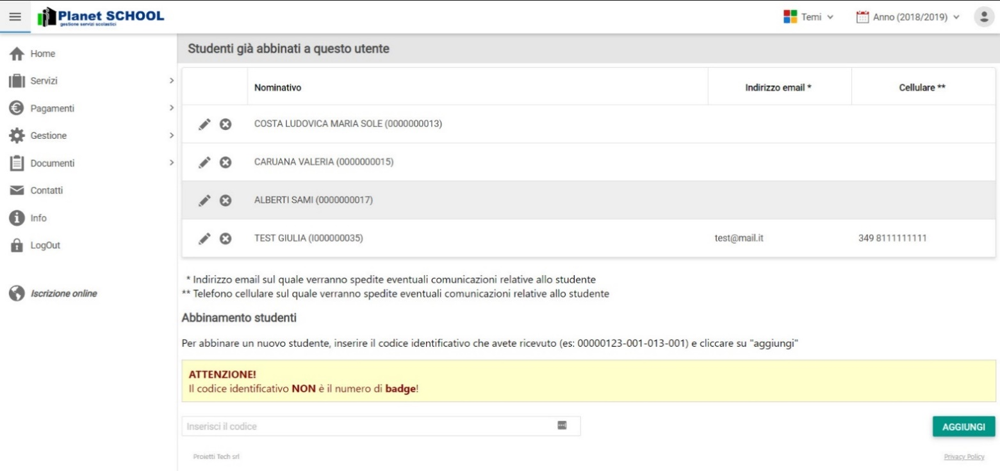 Planet SCHOOL
gestione servizi scolastici
Temi
Anno (2018/2019)
Home
Servizi
Pagamenti
Gestione
Documenti
Contatti
Info
LogOut
Iscrizione online
Studenti già abbinati a questo utente
Nominativo Indirizzo email * Cellulare **
COSTA LUDOVICA MARIA SOLE (0000000013)
CARUANA VALERIA (0000000015)
ALBERTI SAMI (0000000017)
TEST GIULIA (I000000035) test@mail.it 349 8111111111
* Indirizzo email sul quale verranno spedite eventuali comunicazioni relative allo studente
** Telefono cellulare sul quale verranno spedite eventuali comunicazioni relative allo studente
Abbinamento studenti
Per abbinare un nuovo studente, inserire il codice identificativo che avete ricevuto (es: 00000123-001-013-001) e cliccare su "aggiungi"
ATTENZIONE!
Il codice identificativo NON è il numero di badge!
Inserisci il codice
AGGIUNGI
Proietti Tech srl
Privacy Policy